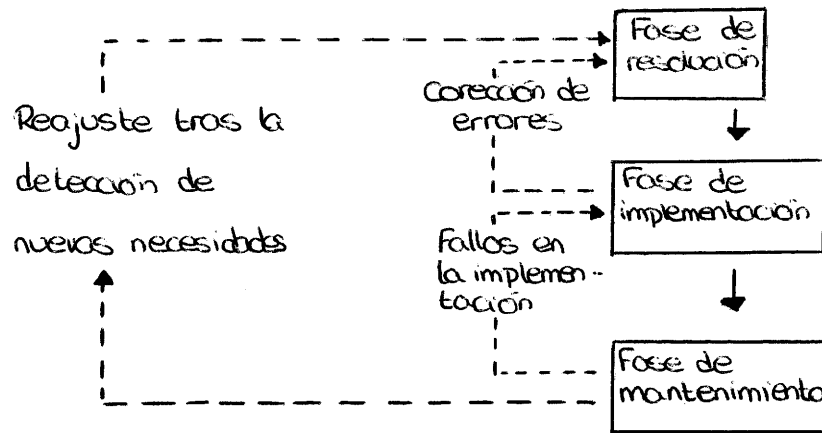 Fase de
resolución
Corección de
errores
Reajuste tras la
detección de
nuevas necesidades
Fase de
implementación
Fallos en
la implemen-
tación
Fase de
mantenimiento